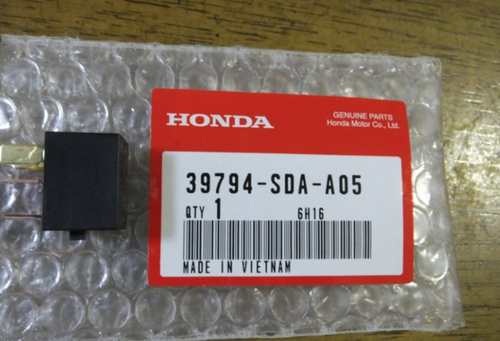 HONDA
GENUINE PARTS
Honda Motor Co., Ltd.
39794-SDA-A05
QTY 1 6H16
MADE IN VIETNAM